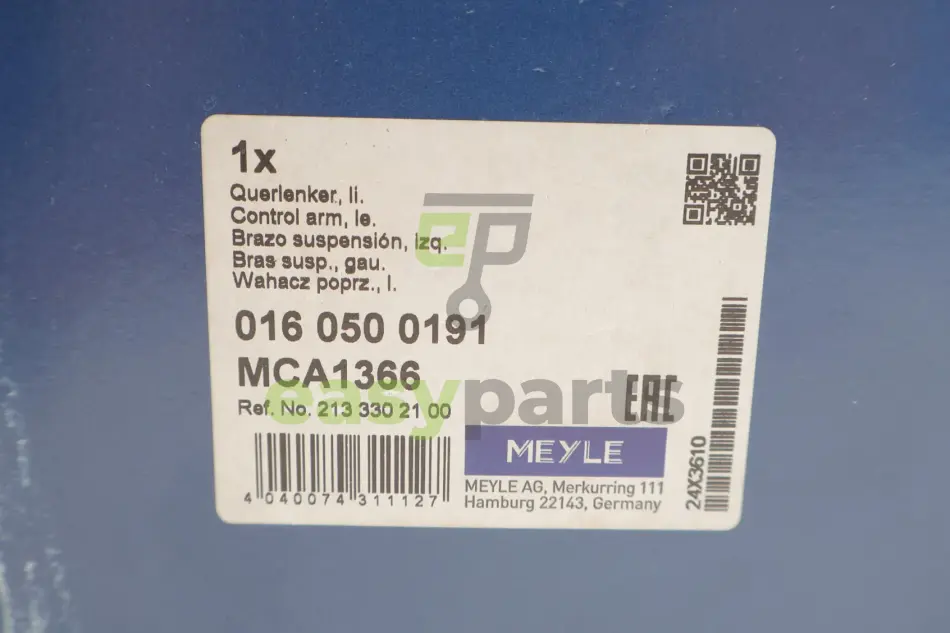 1x
Querlenker, li.
Control arm, le.
Brazo suspensión, izq.
Bras susp., gau.
Wahacz poprz., l.
ep
016 050 0191
MCA1366
easyparts
EAC
Ref. No. 213 330 21 00
MEYLE
MEYLE AG, Merkurring 111
Hamburg 22143, Germany
4 040074 311127
24X3610